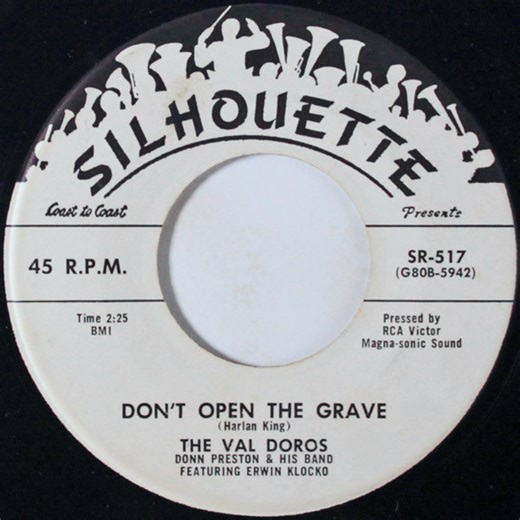 SILHOUETTE
Coast to Coast
Presents
45 R.P.M.
SR-517
(G80B-5942)
Time 2:25
BMI
Pressed by
RCA Victor
Magna-sonic Sound
DON'T OPEN THE GRAVE
(Harlan King)
THE VAL DOROS
DONN PRESTON & HIS BAND
FEATURING ERWIN KLOCKO